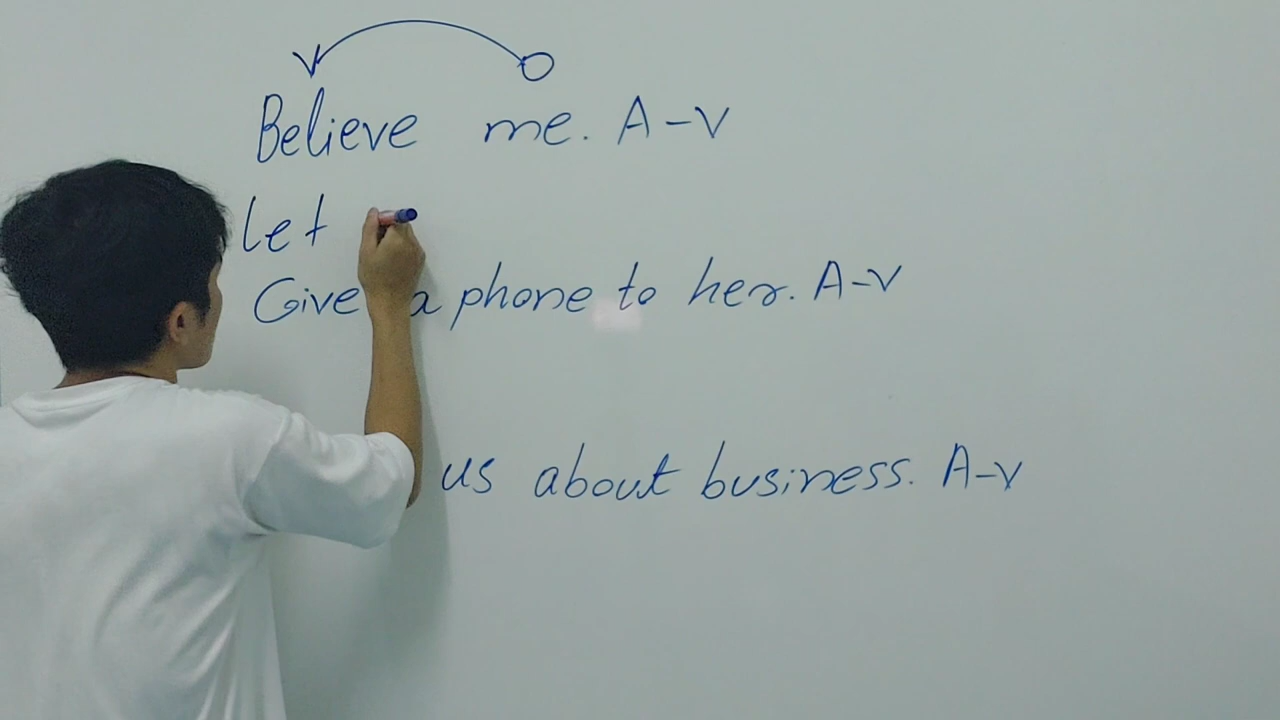 V O
Believe me. A-V
Let
Give a phone to her. A-V
us about business. A-V